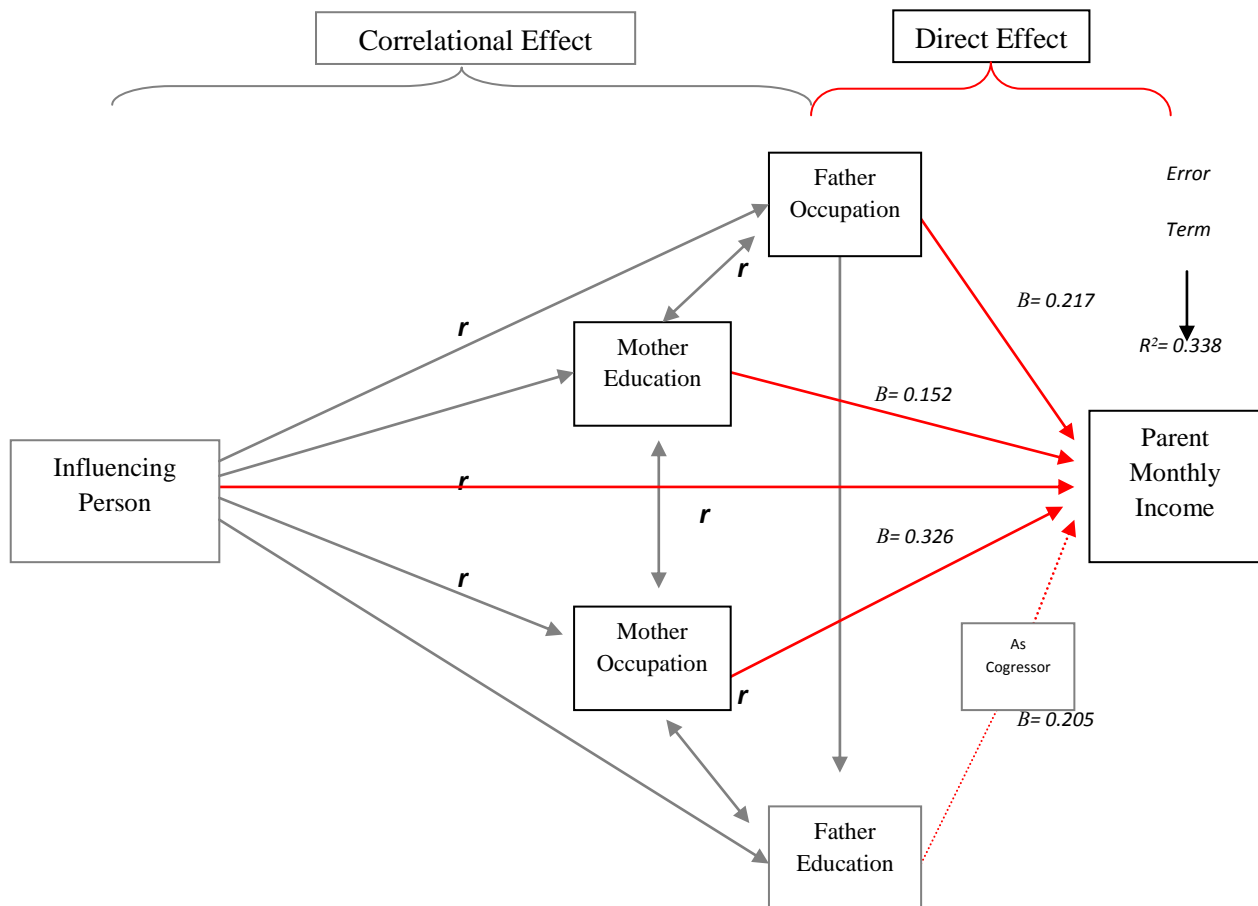 Correlational Effect
Direct Effect
Father
Occupation
Error
Term
r
B= 0.217
r
R²= 0.338
Mother
Education
B= 0.152
Parent
Monthly
Income
Influencing
Person
r
r
B= 0.326
r
Mother
Occupation
As
Cogressor
r
B= 0.205
Father
Education